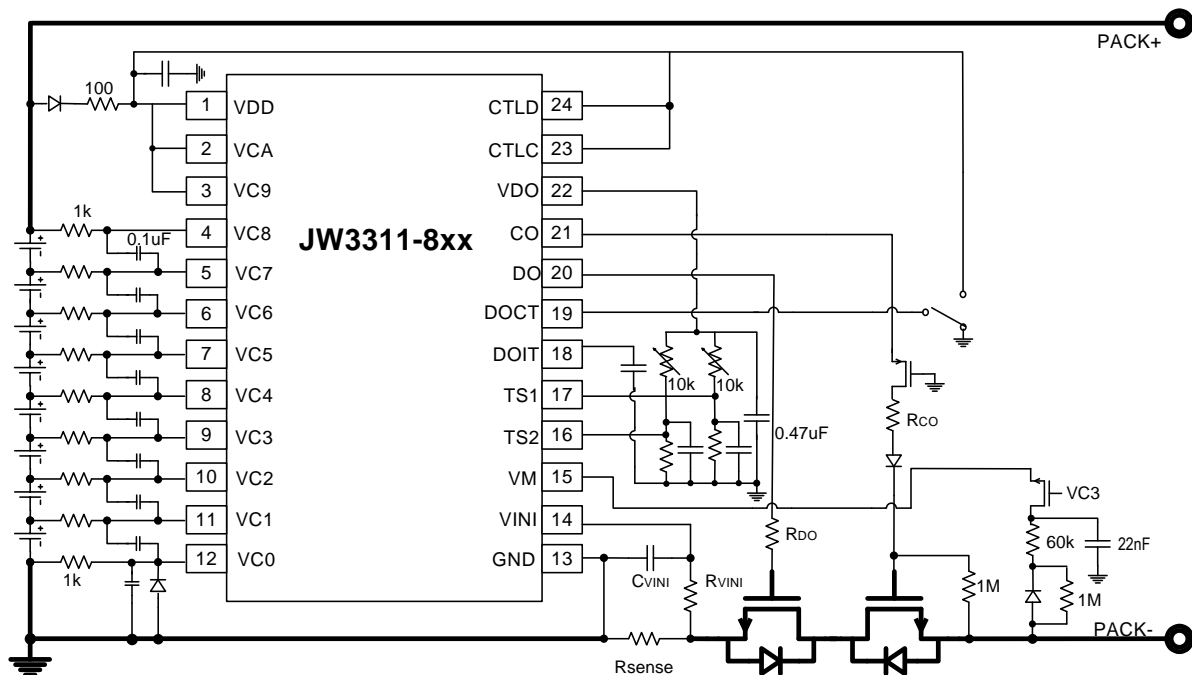 PACK+
100
1 VDD
CTLD 24
2 VCA
CTLC 23
3 VC9
VDO 22
1k
4 VC8
JW3311-8xx
CO 21
0.1uF
5 VC7
DO 20
6 VC6
DOCT 19
7 VC5
DOIT 18
10k
10k
8 VC4
TS1 17
RCO
9 VC3
TS2 16
0.47uF
10 VC2
VM 15
VC3
11 VC1
VINI 14
RDO
60k
22nF
12 VC0
GND 13
1k
CVINI
RVINI
1M
1M
PACK-
Rsense